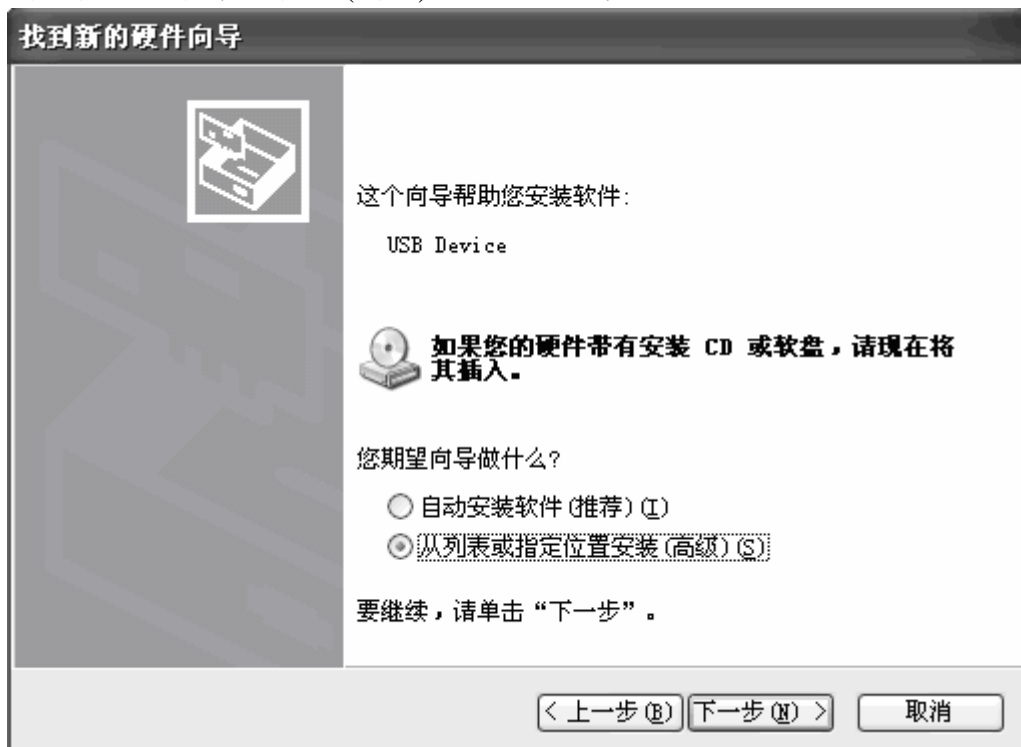 找到新的硬件向导
这个向导帮助您安装软件:
USB Device
如果您的硬件带有安装 CD 或软盘，请现在将
其插入。
您期望向导做什么?
自动安装软件(推荐)(I)
从列表或指定位置安装(高级)(S)
要继续，请单击“下一步”。
< 上一步(B) 下一步(N) > 取消